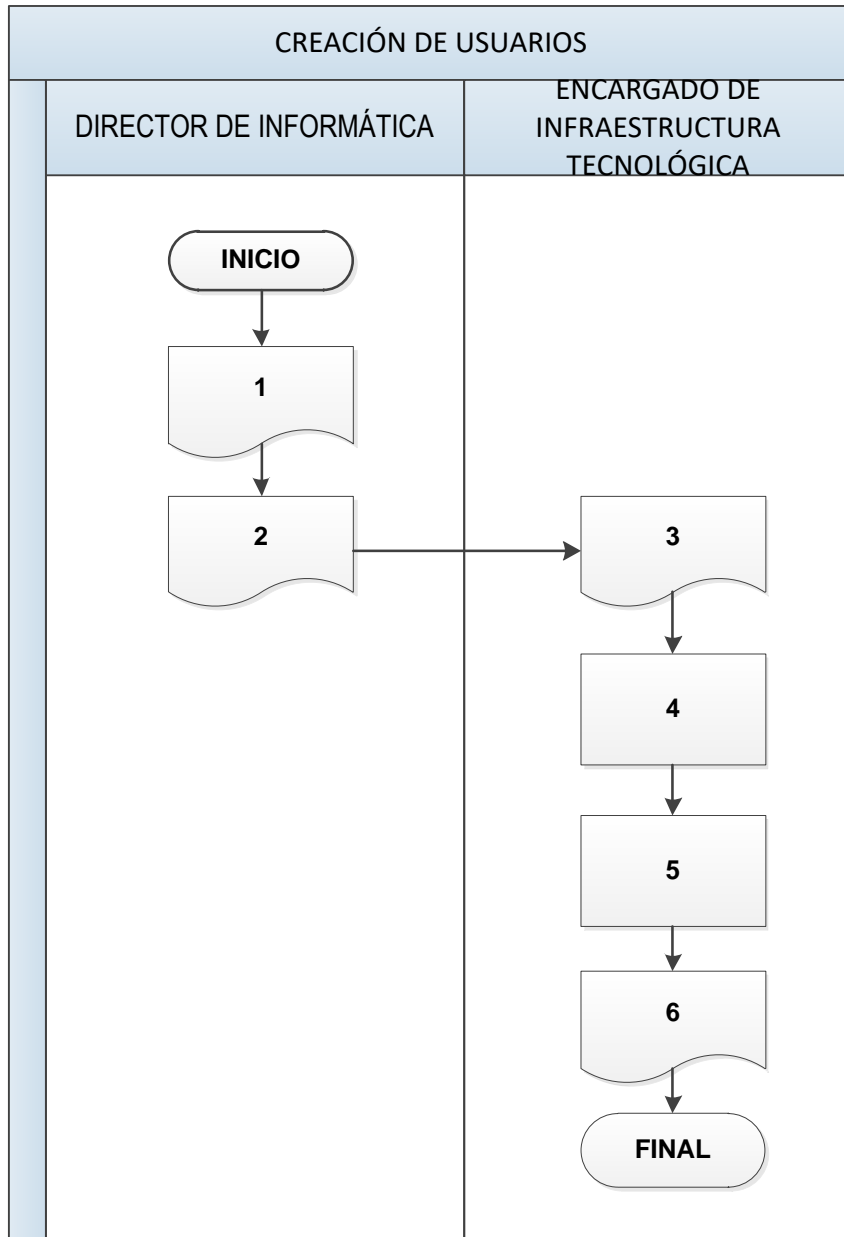 CREACIÓN DE USUARIOS
DIRECTOR DE INFORMÁTICA
ENCARGADO DE
INFRAESTRUCTURA
TECNOLÓGICA
INICIO
1
2
3
4
5
6
FINAL